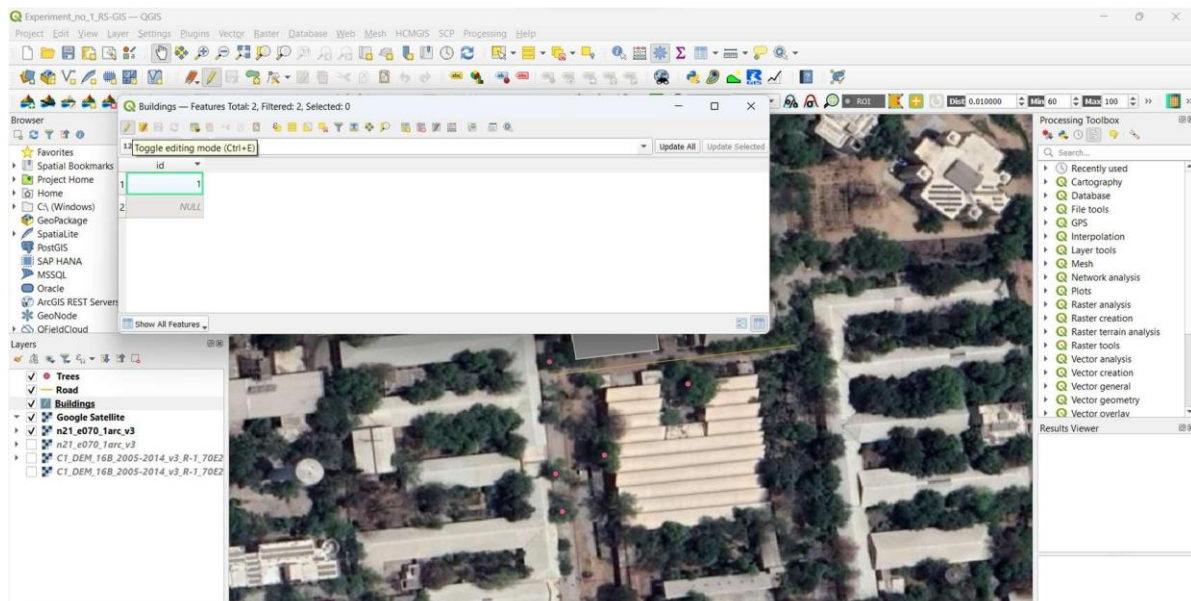 Experiment_no_1_RS-GIS — QGIS
Project Edit View Layer Settings Plugins Vector Raster Database Web Mesh HCMGIS SCP Processing Help
ROI Dist 0.010000 Min 60 Max 100
Buildings — Features Total: 2, Filtered: 2, Selected: 0
Toggle editing mode (Ctrl+E)
Update All Update Selected
id
1 1
2 NULL
Show All Features
Browser
Favorites
Spatial Bookmarks
Project Home
Home
C:\ (Windows)
GeoPackage
SpatiaLite
PostGIS
SAP HANA
MSSQL
Oracle
ArcGIS REST Servers
GeoNode
QFieldCloud
Layers
Trees
Road
Buildings
Google Satellite
n21_e070_1arc_v3
n21_e070_1arc_v3
C1_DEM_16B_2005-2014_v3_R-1_70E2
C1_DEM_16B_2005-2014_v3_R-1_70E2
Processing Toolbox
Search...
Recently used
Cartography
Database
File tools
GPS
Interpolation
Layer tools
Mesh
Network analysis
Plots
Raster analysis
Raster creation
Raster terrain analysis
Raster tools
Vector analysis
Vector creation
Vector general
Vector geometry
Vector overlay
Results Viewer